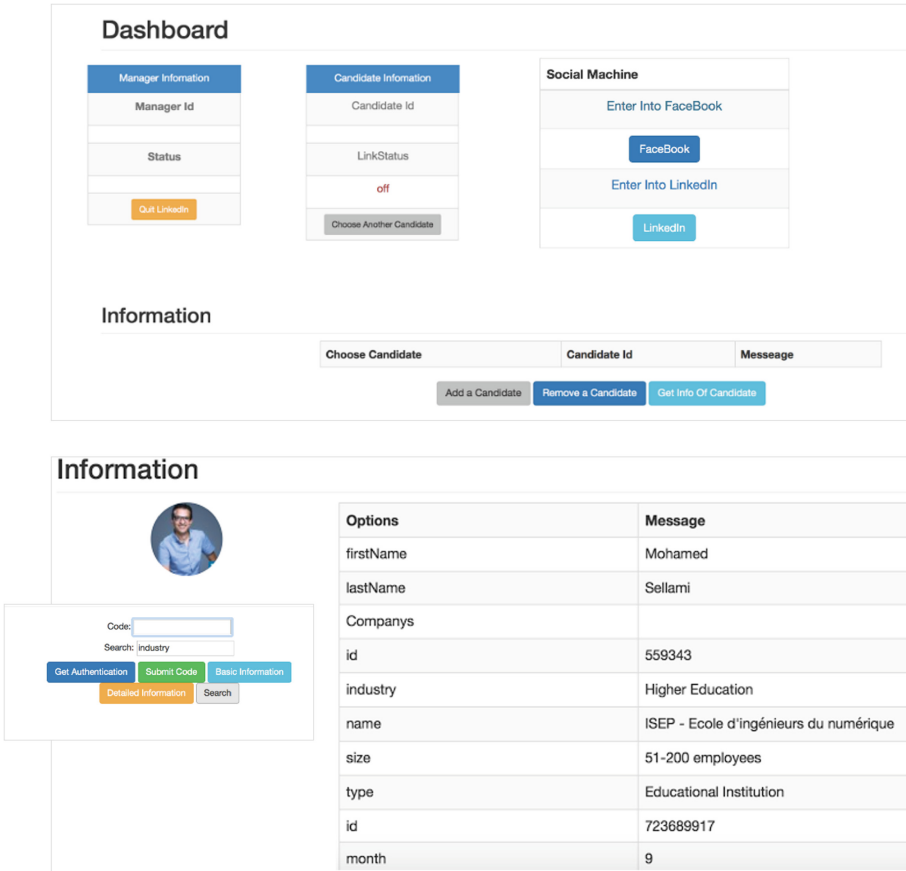 Dashboard
Manager Infomation
Manager Id
Status
Quit LinkedIn
Candidate Infomation
Candidate Id
LinkStatus
off
Choose Another Candidate
Social Machine
Enter Into FaceBook
FaceBook
Enter Into LinkedIn
LinkedIn
Information
Choose Candidate Candidate Id Messeage
Add a Candidate Remove a Candidate Get Info Of Candidate
Information
Code:
Search: industry
Get Authentication Submit Code Basic Information
Detailed Information Search
Options Message
firstName Mohamed
lastName Sellami
Companys
id 559343
industry Higher Education
name ISEP - Ecole d'ingénieurs du numérique
size 51-200 employees
type Educational Institution
id 723689917
month 9